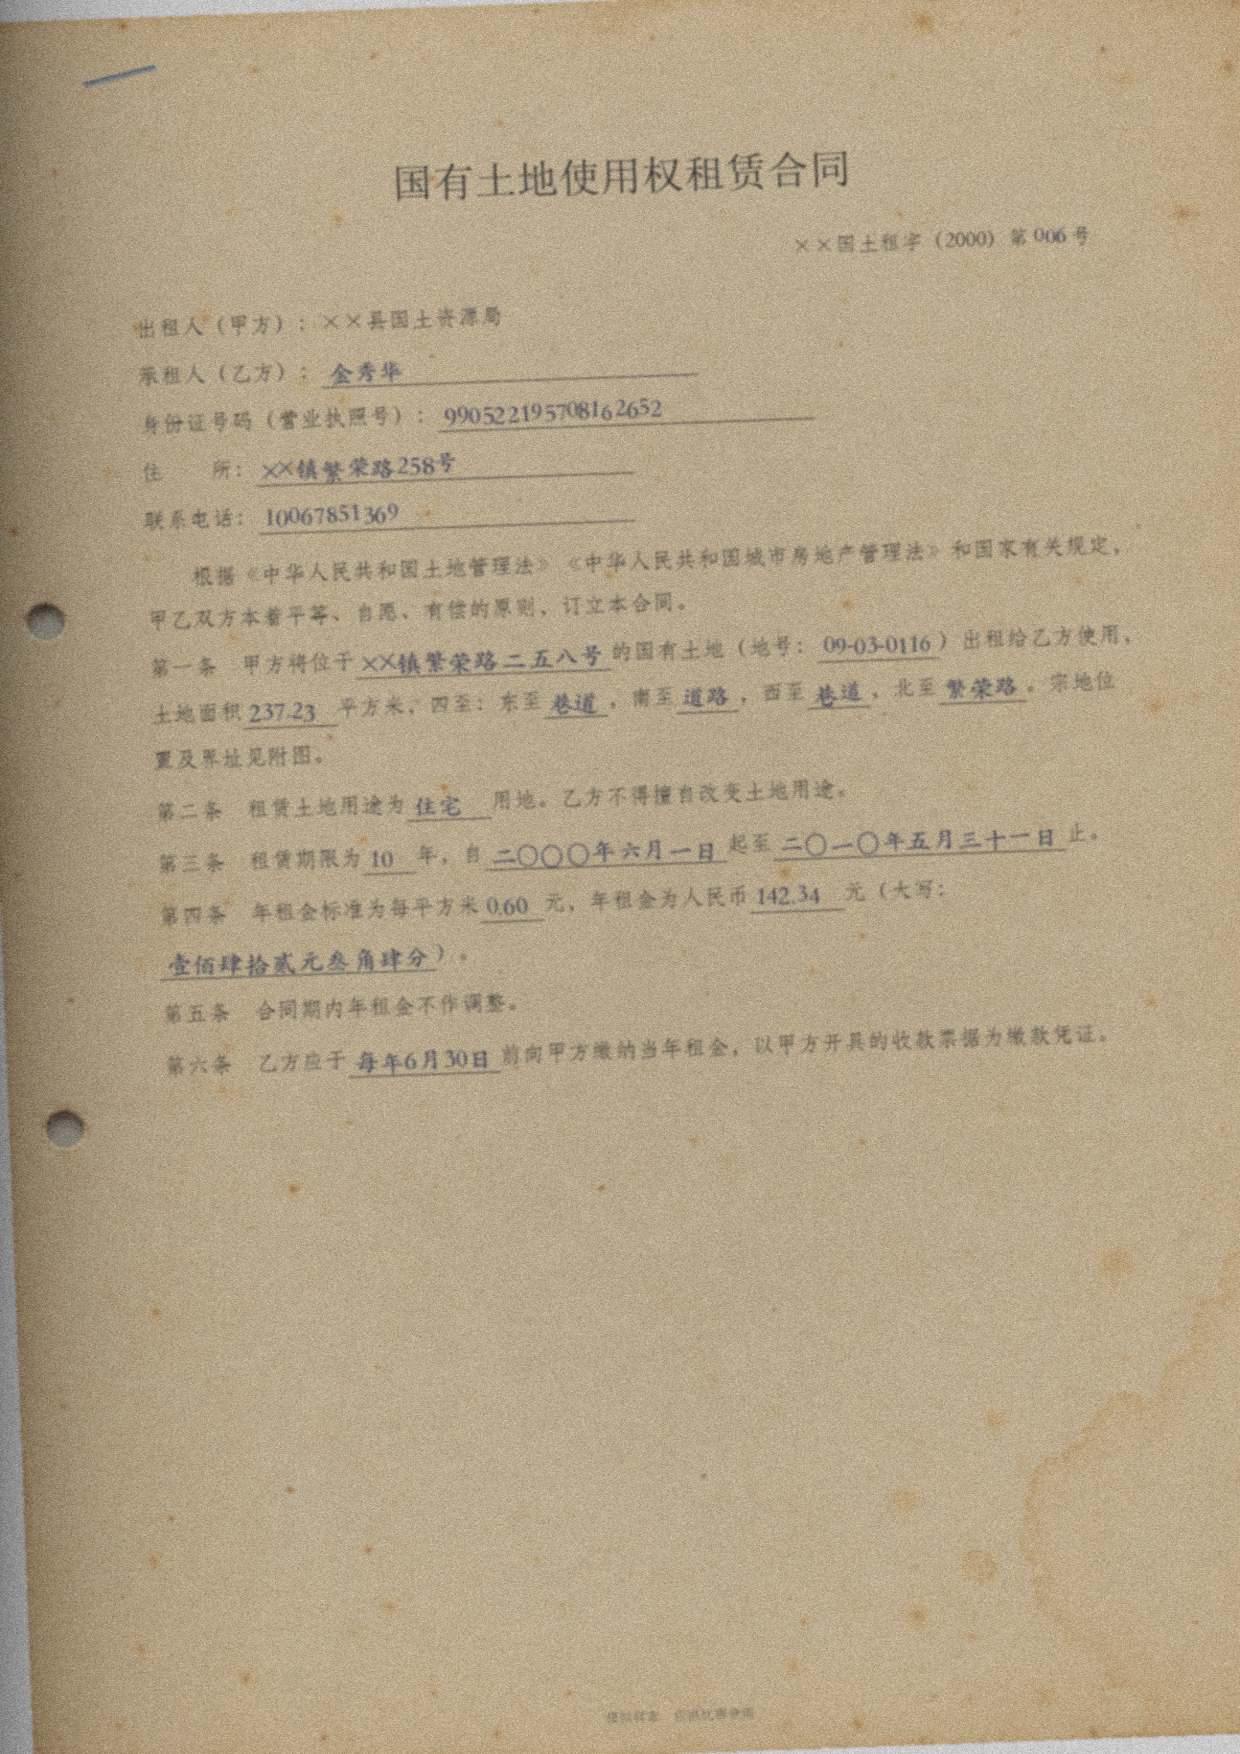 国有土地使用权租赁合同
××国土租字（2000）第006号
出租人（甲方）：××县国土资源局
承租人（乙方）：金秀华
身份证号码（营业执照号）：990522195708162652
住　　所：××镇繁荣路258号
联系电话：10067851369
根据《中华人民共和国土地管理法》《中华人民共和国城市房地产管理法》和国家有关规定，
甲乙双方本着平等、自愿、有偿的原则，订立本合同。
第一条　甲方将位于××镇繁荣路二五八号的国有土地（地号：09-03-0116）出租给乙方使用，
土地面积237.23平方米，四至：东至巷道，南至道路，西至巷道，北至繁荣路。宗地位
置及界址见附图。
第二条　租赁土地用途为住宅用地。乙方不得擅自改变土地用途。
第三条　租赁期限为10年，自二〇〇〇年六月一日起至二〇一〇年五月三十一日止。
第四条　年租金标准为每平方米0.60元，年租金为人民币142.34元（大写：
壹佰肆拾贰元叁角肆分）。
第五条　合同期内年租金不作调整。
第六条　乙方应于每年6月30日前向甲方缴纳当年租金，以甲方开具的收款票据为缴款凭证。